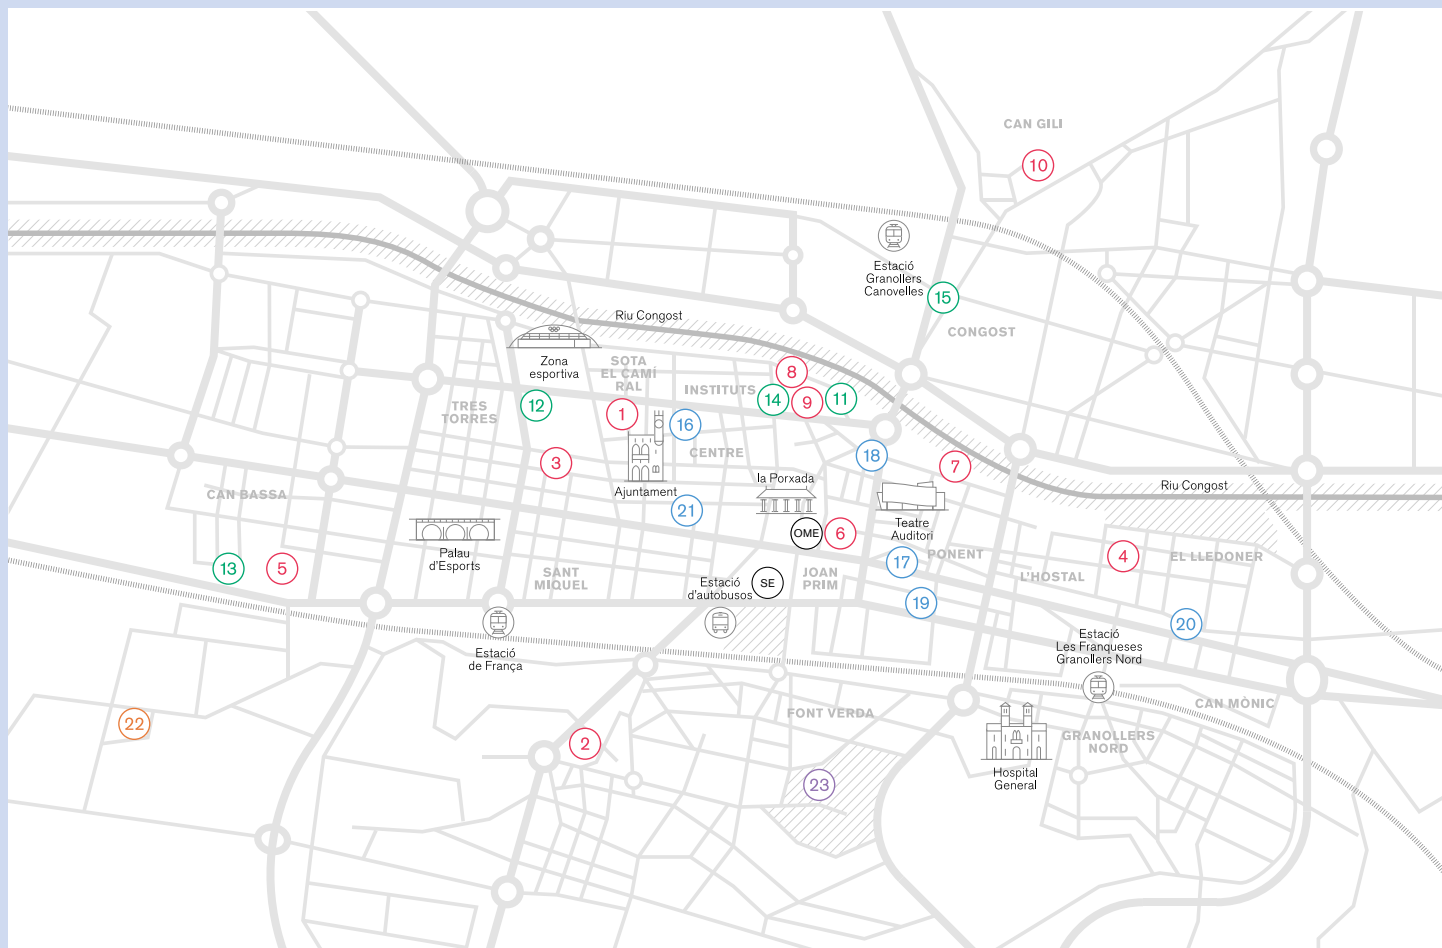 CAN GILI
10
Estació
Granollers
Canovelles
15
Riu Congost
CONGOST
Zona
esportiva
SOTA
EL CAMÍ
RAL
INSTITUTS
8
14
9
11
TRES
TORRES
12
1
16
CENTRE
18
3
7
la Porxada
Ajuntament
Riu Congost
CAN BASSA
21
Teatre
Auditori
OME
6
Palau
d'Esports
PONENT
4
EL LLEDONER
13
5
SANT
MIQUEL
Estació
d'autobusos
SE
JOAN
PRIM
17
L'HOSTAL
19
20
Estació
de França
Estació
Les Franqueses
Granollers Nord
22
2
FONT VERDA
CAN MÒNIC
GRANOLLERS
NORD
23
Hospital
General